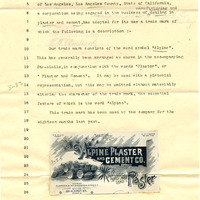 of Los Angeles, Los Angeles County, State of California,
and
engaged in the business of dealing in
plaster and cement, has adopted for its use a trade mark of
which the following is a description :-
Our trade mark consists of the word symbol "Alpine".
This has generally been arranged as shown in the accompanying
fac-simile, in conjunction with the words "Plaster", or
"Plaster and Cement". It may be used with a pictorial
representation, but this may be omitted without materially
altering the character of the trade mark, the essential
feature of which is the word "Alpine".
This trade mark has been used by the company for the
eighteen months last past.
ALPINE PLASTER
AND CEMENT CO.
Plaster